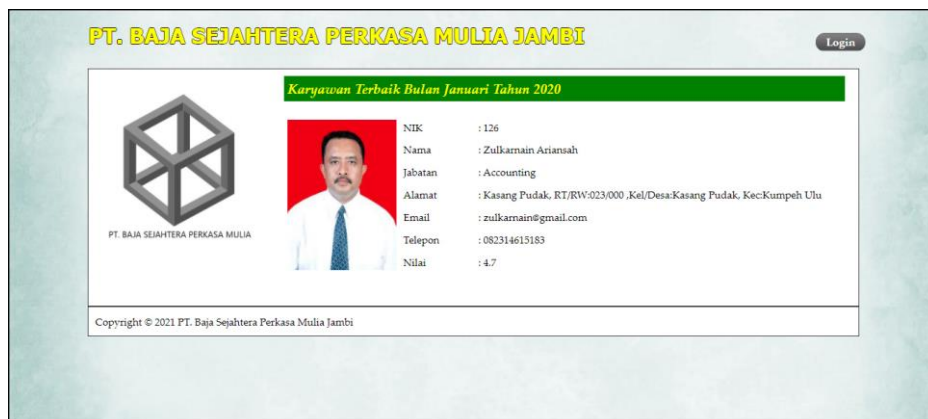 PT. BAJA SEJAHTERA PERKASA MULIA JAMBI
Login
Karyawan Terbaik Bulan Januari Tahun 2020
NIK : 126
Nama : Zulkarnain Ariansah
Jabatan : Accounting
Alamat : Kasang Pudak, RT/RW:023/000 ,Kel/Desa:Kasang Pudak, Kec:Kumpeh Ulu
Email : zulkarnain@gmail.com
Telepon : 082314615183
Nilai : 4.7
PT. BAJA SEJAHTERA PERKASA MULIA
Copyright © 2021 PT. Baja Sejahtera Perkasa Mulia Jambi